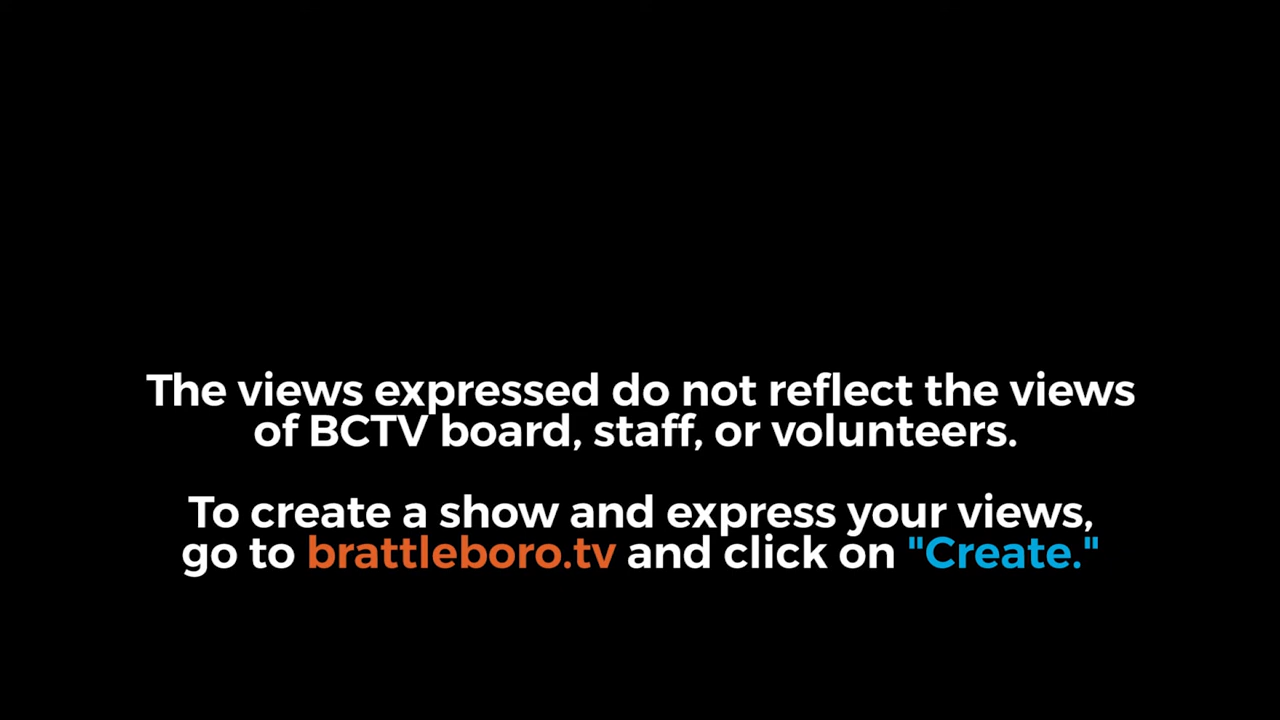 The views expressed do not reflect the views
of BCTV board, staff, or volunteers.
To create a show and express your views,
go to brattleboro.tv and click on "Create."